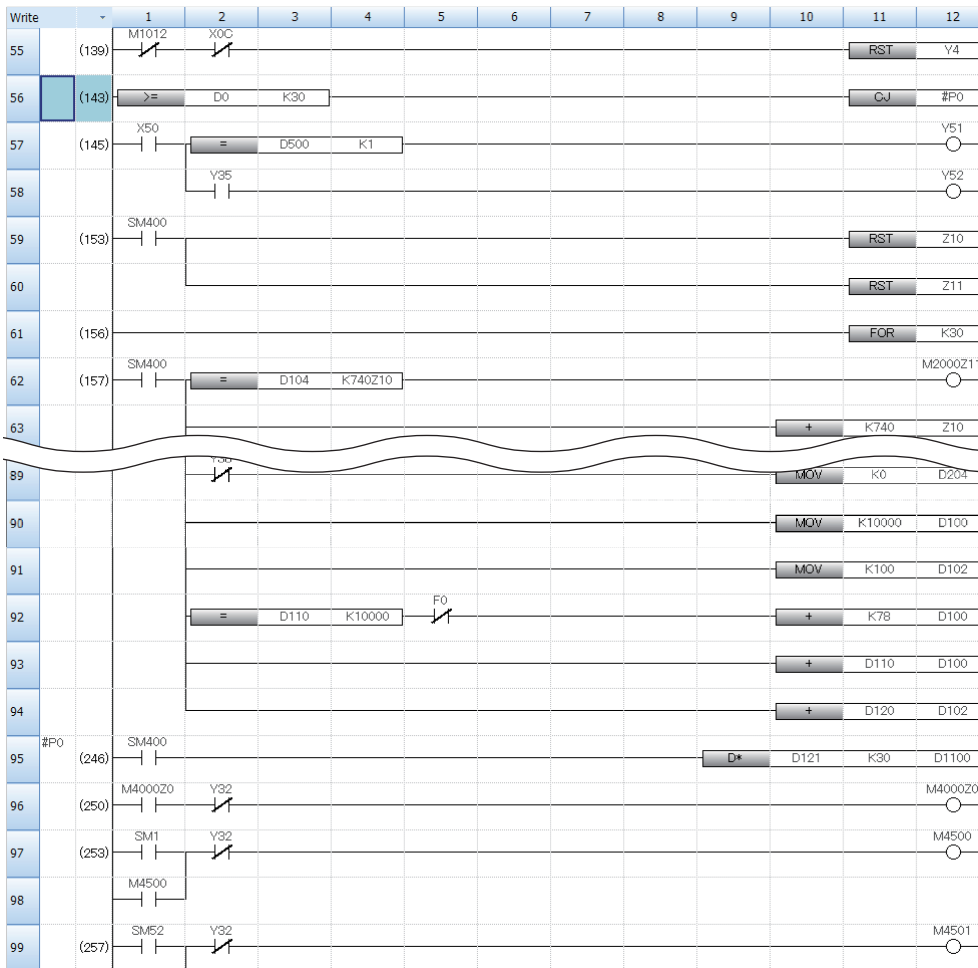 Write 1 2 3 4 5 6 7 8 9 10 11 12
M1012 X0C
55 (139) RST Y4
56 (143) >= D0 K30 CJ #P0
X50 Y51
57 (145) = D500 K1
Y35 Y52
58
SM400
59 (153) RST Z10
60 RST Z11
61 (156) FOR K30
SM400 M2000Z11
62 (157) = D104 K740Z10
63 + K740 Z10
89 MOV K0 D204
90 MOV K10000 D100
91 MOV K100 D102
F0
92 = D110 K10000 + K78 D100
93 + D110 D100
94 + D120 D102
#P0 SM400
95 (246) D* D121 K30 D1100
M4000Z0 Y32 M4000Z0
96 (250)
SM1 Y32 M4500
97 (253)
M4500
98
SM52 Y32 M4501
99 (257)